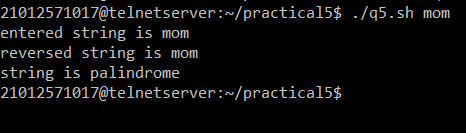 21012571017@telnetserver:~/practical5$ ./q5.sh mom
entered string is mom
reversed string is mom
string is palindrome
21012571017@telnetserver:~/practical5$